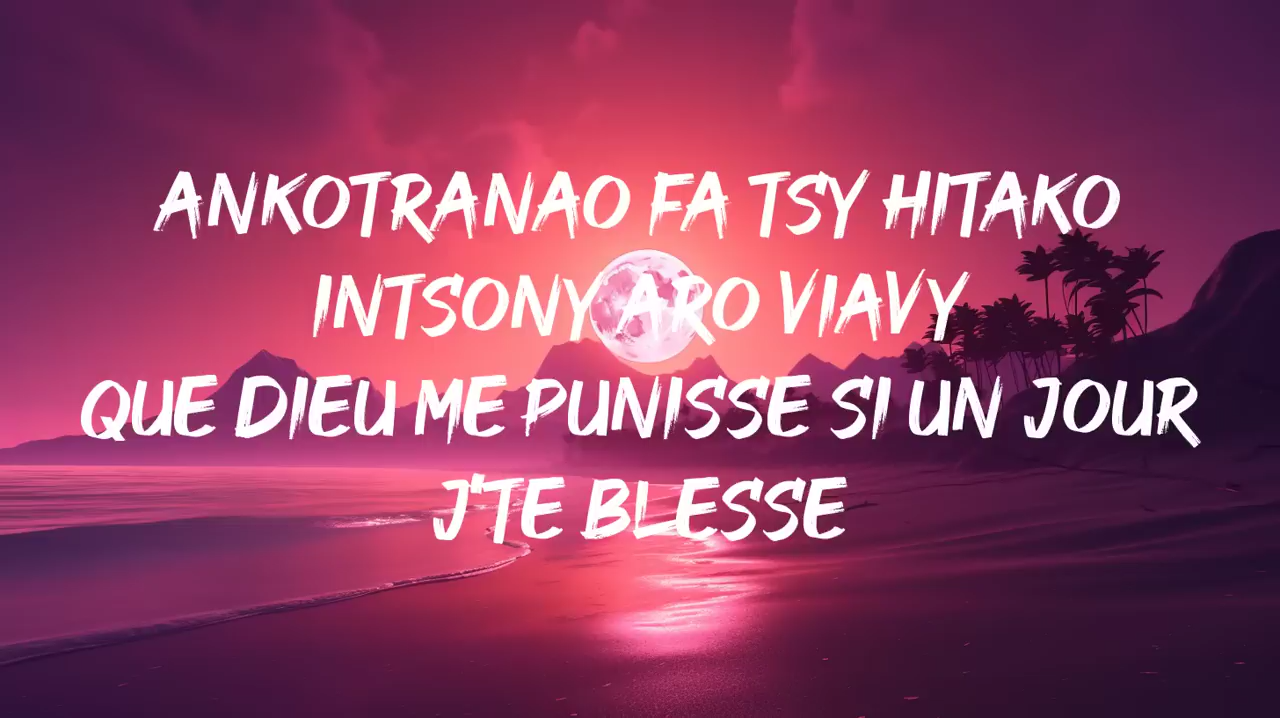 ANKOTRANAO FA TSY HITAKO
INTSONY ARO VIAVY
QUE DIEU ME PUNISSE SI UN JOUR
J'TE BLESSE